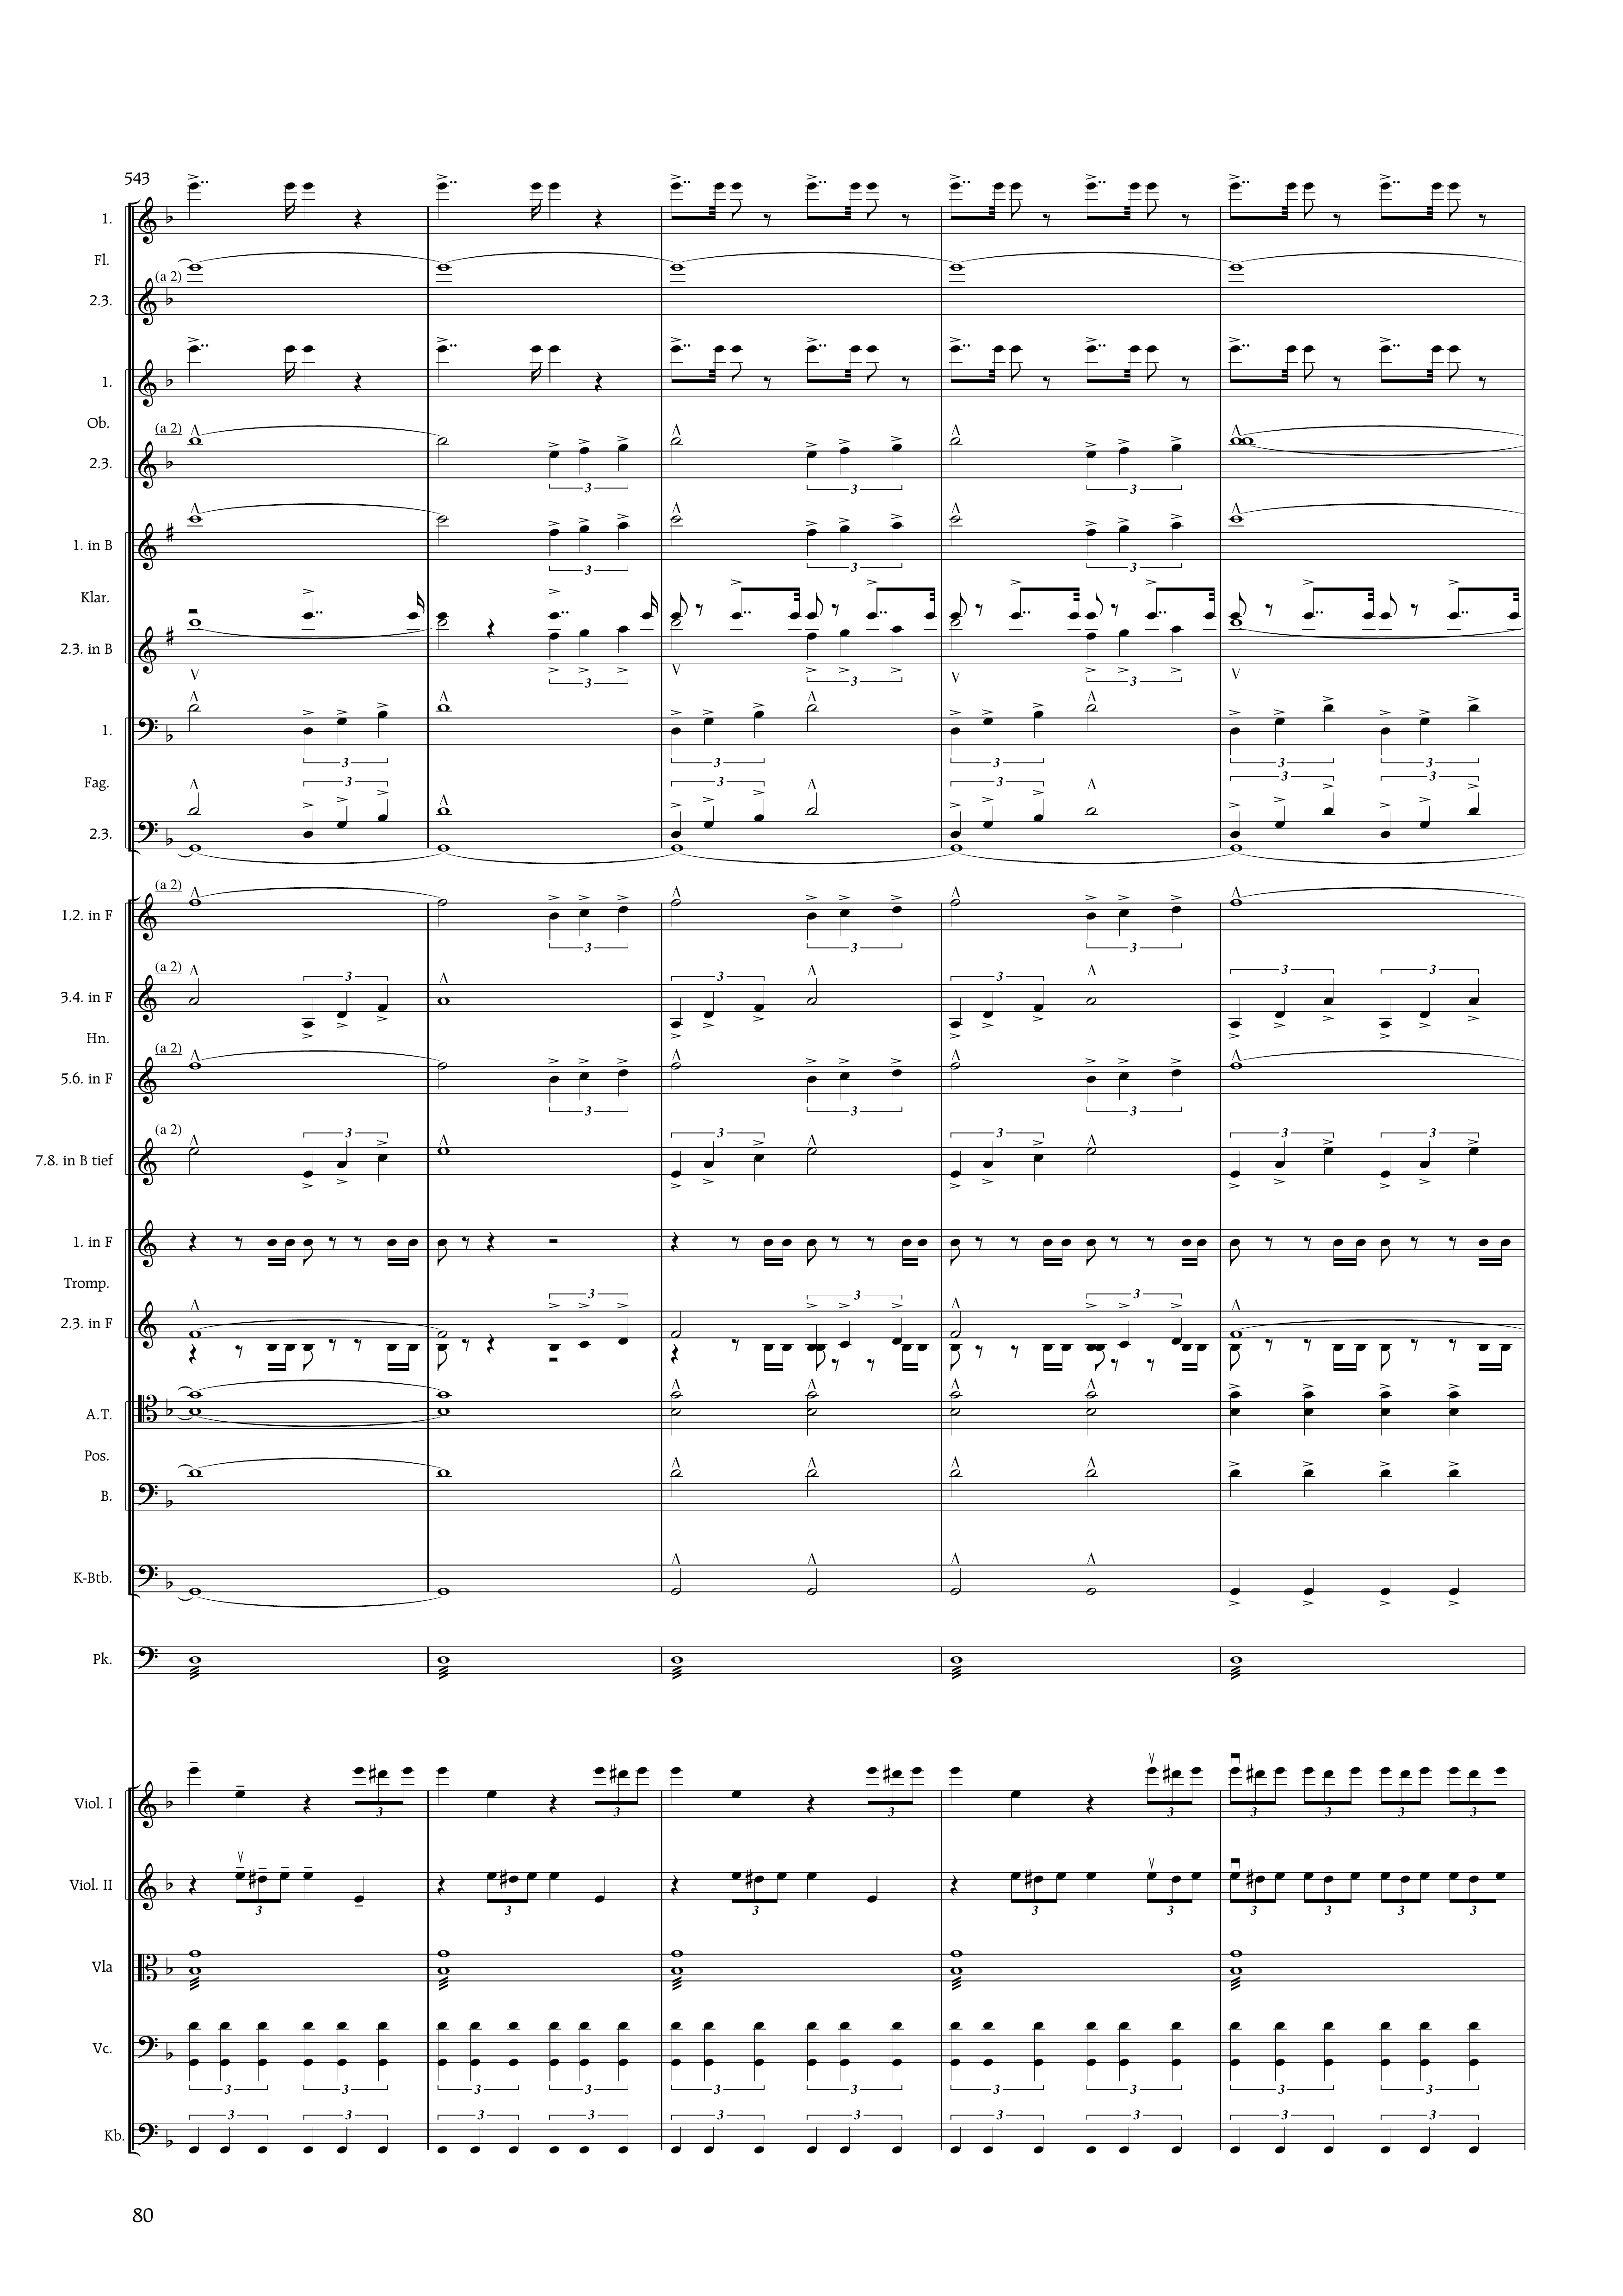 543
1.
Fl.
(a 2)
2.3.
1.
Ob.
(a 2)
2.3.
1. in B
Klar.
2.3. in B
1.
Fag.
2.3.
(a 2)
1.2. in F
(a 2)
3.4. in F
Hn.
(a 2)
5.6. in F
(a 2)
7.8. in B tief
1. in F
Tromp.
2.3. in F
A.T.
Pos.
B.
K-Btb.
Pk.
Viol. I
Viol. II
Vla
Vc.
Kb.
80